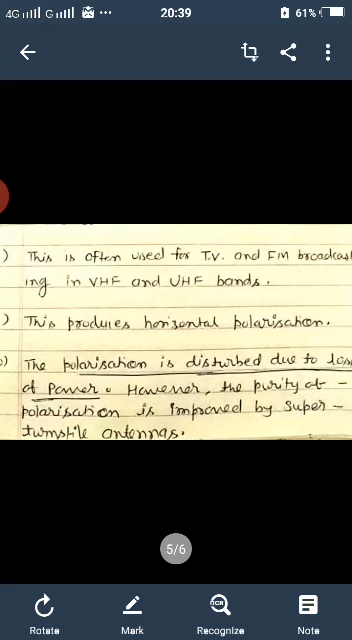 4G G ... 20:39 61%
) This is often used for T.V. and FM broadcast
ing in VHF and UHF bands.
) This produces horizontal polarisation.
) The polarisation is disturbed due to loss
of Power. However, the purity of -
polarisation is improved by Super -
turnstile antennas.
5/6
OCR
Rotate Mark Recognize Note